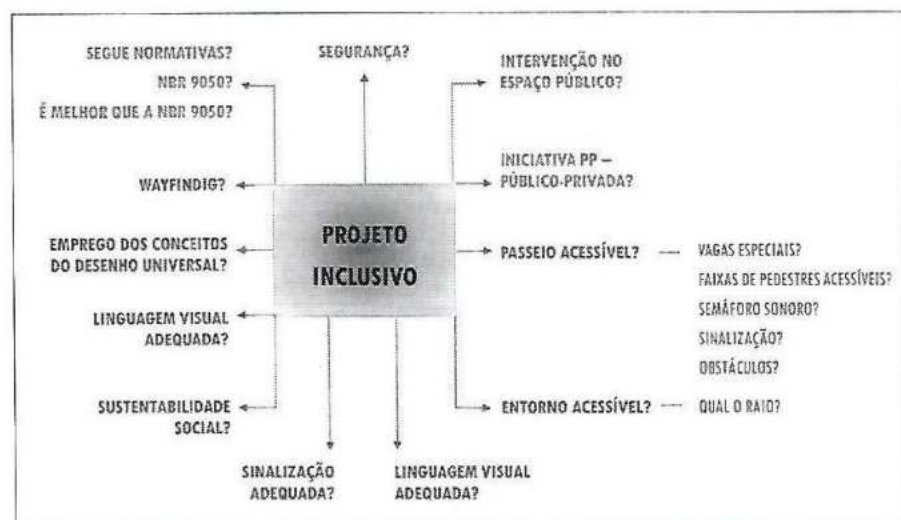 SEGUE NORMATIVAS?
NBR 9050?
É MELHOR QUE A NBR 9050?
SEGURANÇA?
INTERVENÇÃO NO
ESPAÇO PÚBLICO?
WAYFINDIG?
INICIATIVA PP –
PÚBLICO-PRIVADA?
PROJETO
INCLUSIVO
EMPREGO DOS CONCEITOS
DO DESENHO UNIVERSAL?
PASSEIO ACESSÍVEL?
VAGAS ESPECIAIS?
FAIXAS DE PEDESTRES ACESSÍVEIS?
SEMÁFORO SONORO?
SINALIZAÇÃO?
OBSTÁCULOS?
LINGUAGEM VISUAL
ADEQUADA?
SUSTENTABILIDADE
SOCIAL?
ENTORNO ACESSÍVEL?
QUAL O RAIO?
SINALIZAÇÃO
ADEQUADA?
LINGUAGEM VISUAL
ADEQUADA?